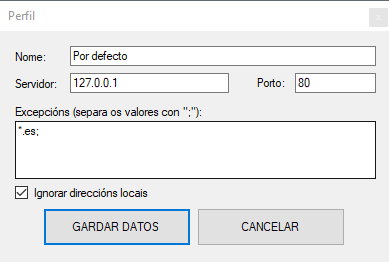 Perfil
x
Nome: Por defecto
Servidor: 127.0.0.1 Porto: 80
Excepcións (separa os valores con ";"):
*.es;
Ignorar direccións locais
GARDAR DATOS CANCELAR